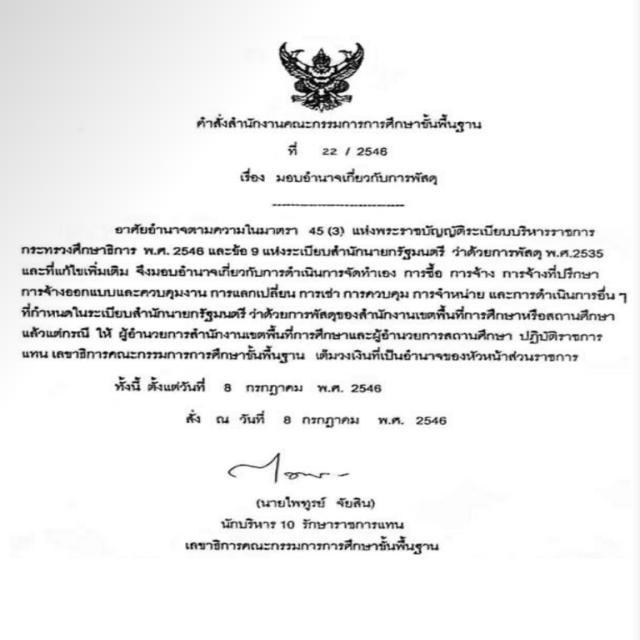 คำสั่งสำนักงานคณะกรรมการการศึกษาขั้นพื้นฐาน
ที่ 22 / 2546
เรื่อง มอบอำนาจเกี่ยวกับการพัสดุ
อาศัยอำนาจตามความในมาตรา 45 (3) แห่งพระราชบัญญัติระเบียบบริหารราชการ
กระทรวงศึกษาธิการ พ.ศ. 2546 และข้อ 9 แห่งระเบียบสำนักนายกรัฐมนตรี ว่าด้วยการพัสดุ พ.ศ.2535
และที่แก้ไขเพิ่มเติม จึงมอบอำนาจเกี่ยวกับการดำเนินการจัดทำเอง การซื้อ การจ้าง การจ้างที่ปรึกษา
การจ้างออกแบบและควบคุมงาน การแลกเปลี่ยน การเช่า การควบคุม การจำหน่าย และการดำเนินการอื่น ๆ
ที่กำหนดในระเบียบสำนักนายกรัฐมนตรี ว่าด้วยการพัสดุของสำนักงานเขตพื้นที่การศึกษาหรือสถานศึกษา
แล้วแต่กรณี ให้ ผู้อำนวยการสำนักงานเขตพื้นที่การศึกษาและผู้อำนวยการสถานศึกษา ปฏิบัติราชการ
แทน เลขาธิการคณะกรรมการการศึกษาขั้นพื้นฐาน เต็มวงเงินที่เป็นอำนาจของหัวหน้าส่วนราชการ
ทั้งนี้ ตั้งแต่วันที่ 8 กรกฎาคม พ.ศ. 2546
สั่ง ณ วันที่ 8 กรกฎาคม พ.ศ. 2546
(นายไพฑูรย์ จัยสิน)
นักบริหาร 10 รักษาราชการแทน
เลขาธิการคณะกรรมการการศึกษาขั้นพื้นฐาน